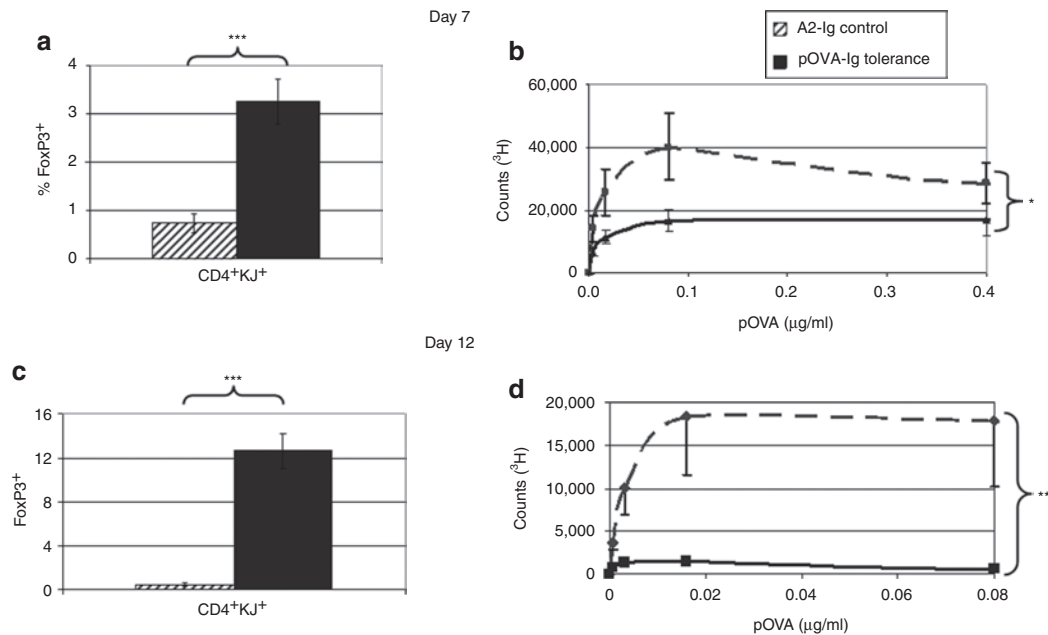 Day 7
A2-Ig control
pOVA-Ig tolerance
a
***
4
3
2
1
0
% FoxP3⁺
CD4⁺KJ⁺
b
60,000
40,000
20,000
0
Counts (³H)
0.0 0.1 0.2 0.3 0.4
pOVA (µg/ml)
*
Day 12
c
***
16
12
8
4
0
FoxP3⁺
CD4⁺KJ⁺
d
20,000
15,000
10,000
5,000
0
Counts (³H)
0 0.02 0.04 0.06 0.08
pOVA (µg/ml)
**